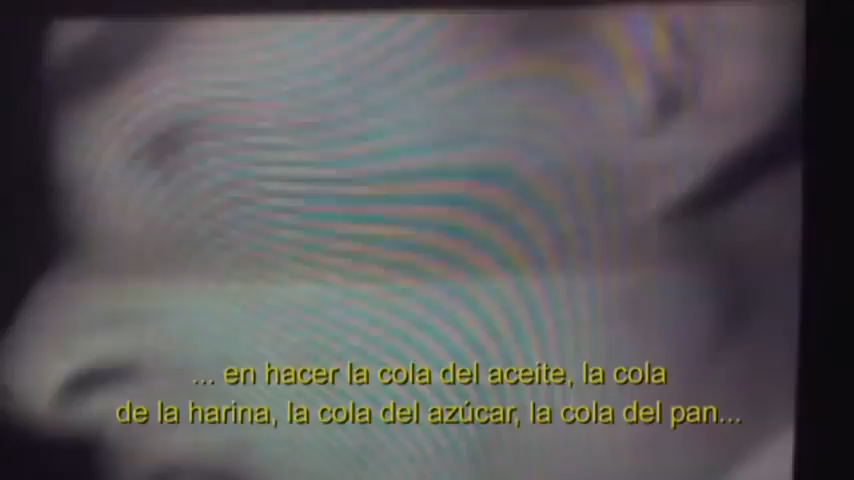 ... en hacer la cola del aceite, la cola
de la harina, la cola del azúcar, la cola del pan...